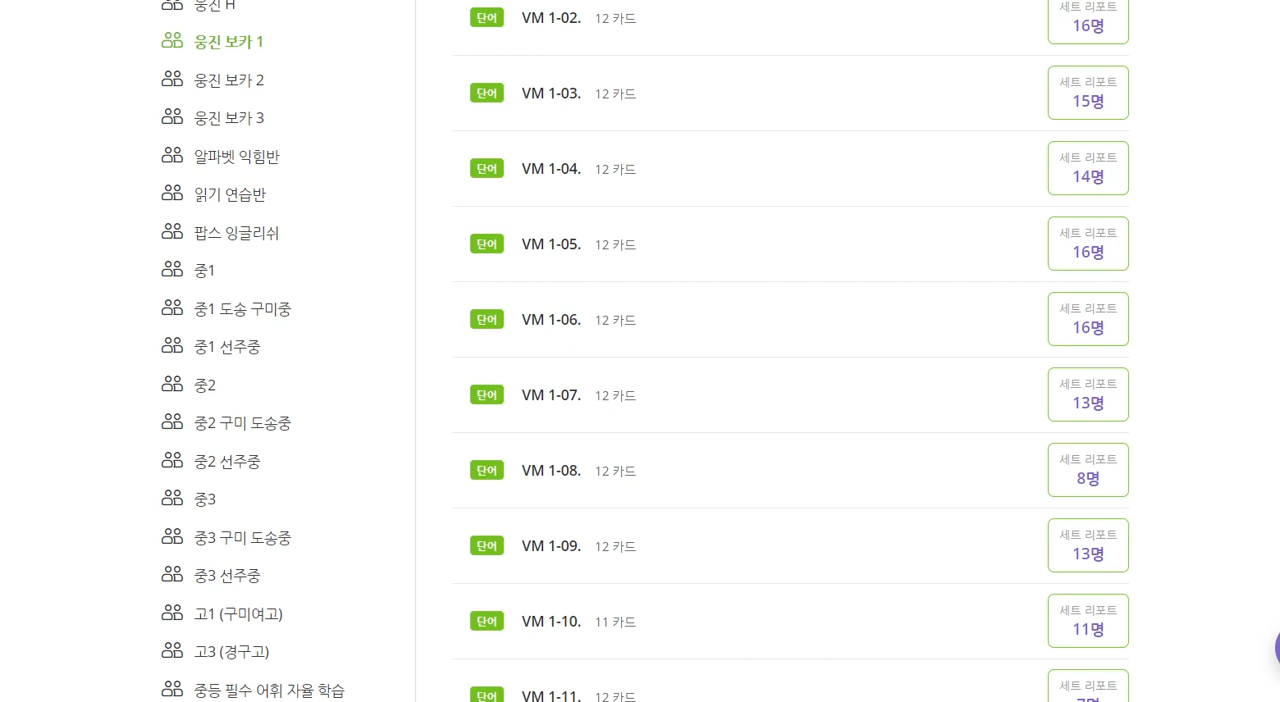 웅진 H
웅진 보카 1
웅진 보카 2
웅진 보카 3
알파벳 익힘반
읽기 연습반
팝스 잉글리쉬
중1
중1 도송 구미중
중1 선주중
중2
중2 구미 도송중
중2 선주중
중3
중3 구미 도송중
중3 선주중
고1 (구미여고)
고3 (경구고)
중등 필수 어휘 자율 학습
단어 VM 1-02. 12 카드
세트 리포트
16명
단어 VM 1-03. 12 카드
세트 리포트
15명
단어 VM 1-04. 12 카드
세트 리포트
14명
단어 VM 1-05. 12 카드
세트 리포트
16명
단어 VM 1-06. 12 카드
세트 리포트
16명
단어 VM 1-07. 12 카드
세트 리포트
13명
단어 VM 1-08. 12 카드
세트 리포트
8명
단어 VM 1-09. 12 카드
세트 리포트
13명
단어 VM 1-10. 11 카드
세트 리포트
11명
단어 VM 1-11. 12 카드
세트 리포트
7명